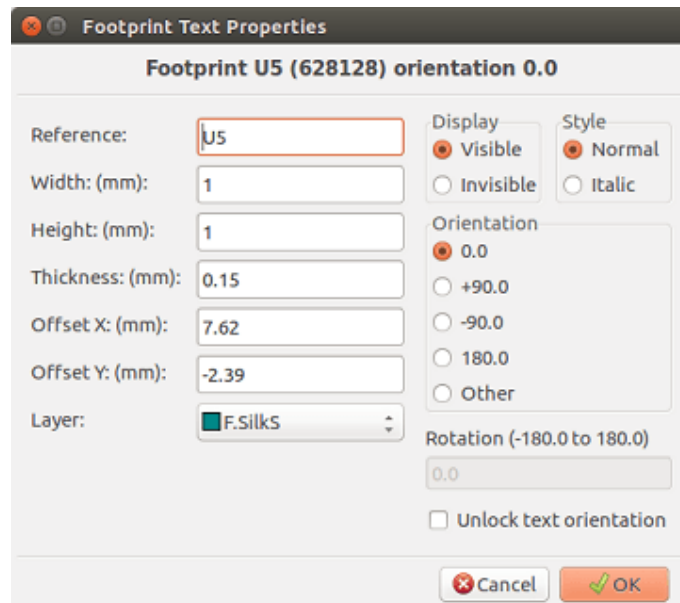 Footprint Text Properties
Footprint U5 (628128) orientation 0.0
Reference:
U5
Width: (mm):
1
Height: (mm):
1
Thickness: (mm):
0.15
Offset X: (mm):
7.62
Offset Y: (mm):
-2.39
Layer:
F.SilkS
Display
Visible
Invisible
Style
Normal
Italic
Orientation
0.0
+90.0
-90.0
180.0
Other
Rotation (-180.0 to 180.0)
0.0
Unlock text orientation
Cancel
OK